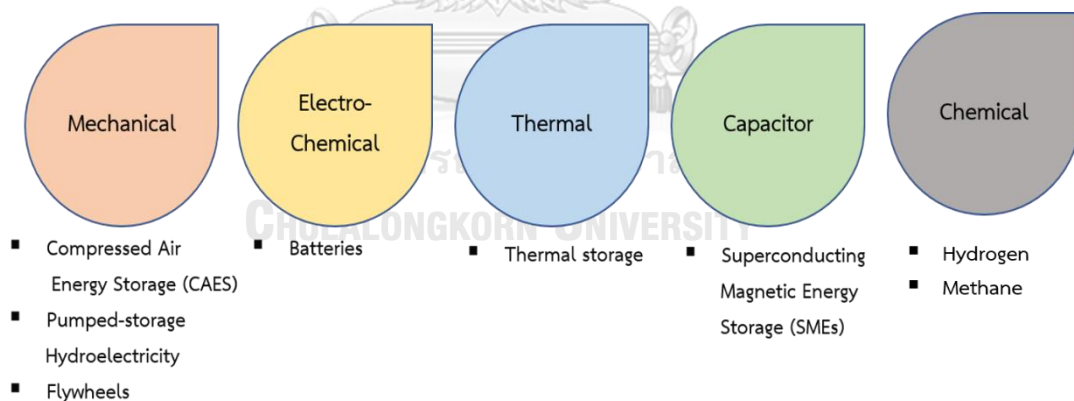 Mechanical
Electro-
Chemical
Thermal
Capacitor
Chemical
CHULALONGKORN UNIVERSITY
▪ Compressed Air
Energy Storage (CAES)
▪ Pumped-storage
Hydroelectricity
▪ Flywheels
▪ Batteries
▪ Thermal storage
▪ Superconducting
Magnetic Energy
Storage (SMEs)
▪ Hydrogen
▪ Methane